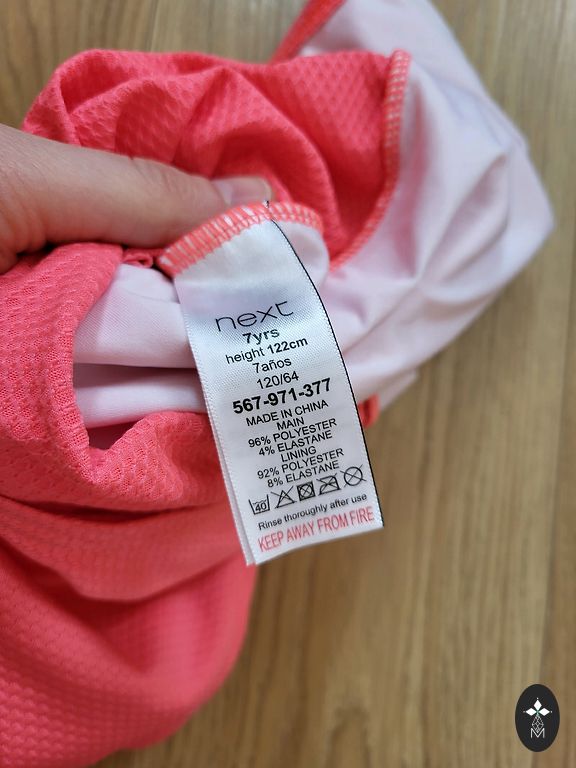 next
7yrs
height 122cm
7años
120/64
567-971-377
MADE IN CHINA
MAIN
96% POLYESTER
4% ELASTANE
LINING
92% POLYESTER
8% ELASTANE
40
Rinse thoroughly after use
KEEP AWAY FROM FIRE
M